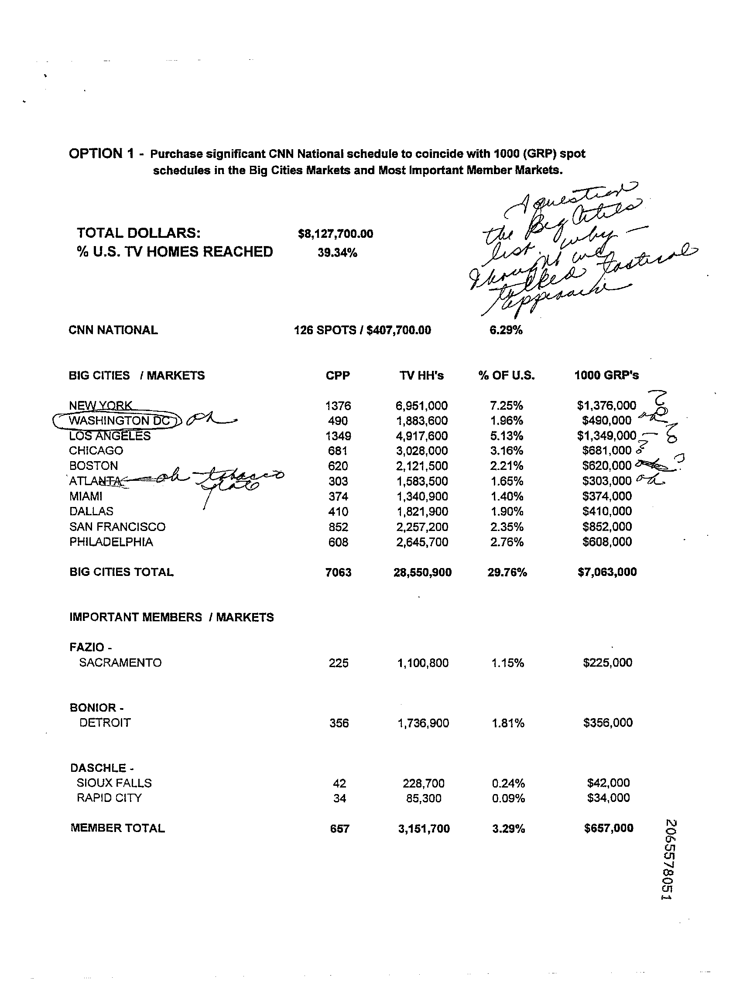 OPTION 1 - Purchase significant CNN National schedule to coincide with 1000 (GRP) spot
schedules in the Big Cities Markets and Most Important Member Markets.
I question
the Big Cities
list. why –
I thought we
talked tactical
TOTAL DOLLARS: $8,127,700.00
% U.S. TV HOMES REACHED 39.34%
CNN NATIONAL 126 SPOTS / $407,700.00 6.29%
BIG CITIES / MARKETS CPP TV HH's % OF U.S. 1000 GRP's
NEW YORK 1376 6,951,000 7.25% $1,376,000 ?
WASHINGTON DC ok 490 1,883,600 1.96% $490,000 ok
LOS ANGELES 1349 4,917,600 5.13% $1,349,000 – ?
CHICAGO 681 3,028,000 3.16% $681,000 ?
BOSTON 620 2,121,500 2.21% $620,000 ?
ATLANTA – ok tobacco state 303 1,583,500 1.65% $303,000 ok
MIAMI 374 1,340,900 1.40% $374,000
DALLAS 410 1,821,900 1.90% $410,000
SAN FRANCISCO 852 2,257,200 2.35% $852,000
PHILADELPHIA 608 2,645,700 2.76% $608,000
BIG CITIES TOTAL 7063 28,550,900 29.76% $7,063,000
IMPORTANT MEMBERS / MARKETS
FAZIO -
SACRAMENTO 225 1,100,800 1.15% $225,000
BONIOR -
DETROIT 356 1,736,900 1.81% $356,000
DASCHLE -
SIOUX FALLS 42 228,700 0.24% $42,000
RAPID CITY 34 85,300 0.09% $34,000
MEMBER TOTAL 657 3,151,700 3.29% $657,000
2065578051